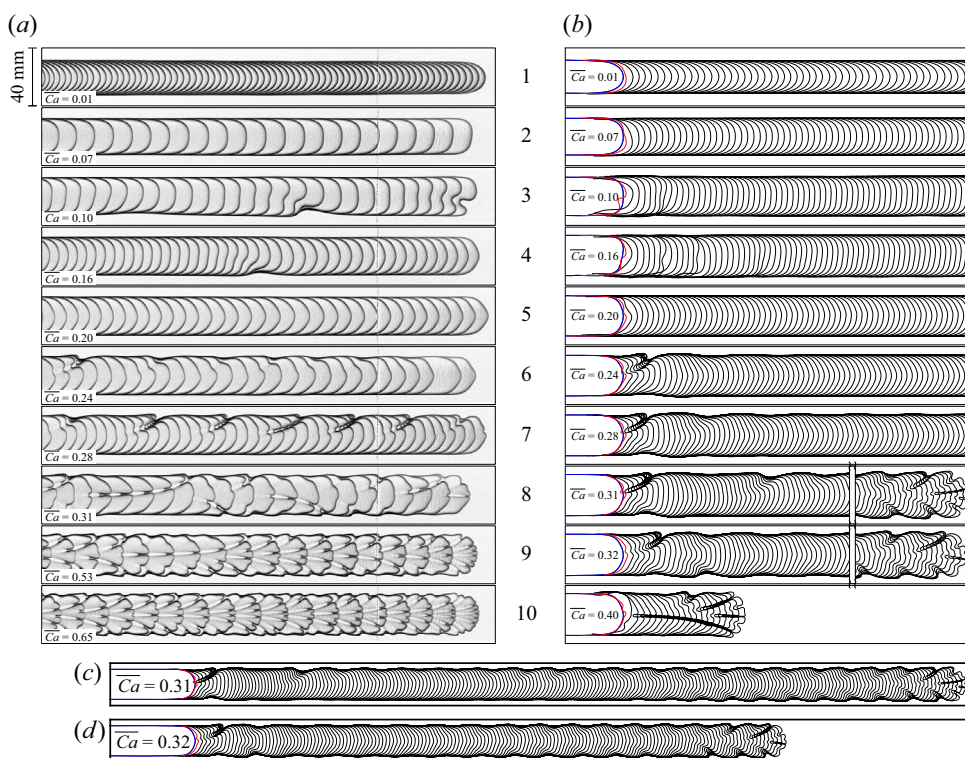 (a)
(b)
40 mm
Ca = 0.01
1
Ca = 0.01
Ca = 0.07
2
Ca = 0.07
Ca = 0.10
3
Ca = 0.10
Ca = 0.16
4
Ca = 0.16
Ca = 0.20
5
Ca = 0.20
Ca = 0.24
6
Ca = 0.24
Ca = 0.28
7
Ca = 0.28
Ca = 0.31
8
Ca = 0.31
Ca = 0.53
9
Ca = 0.32
Ca = 0.65
10
Ca = 0.40
(c)
Ca = 0.31
(d)
Ca = 0.32